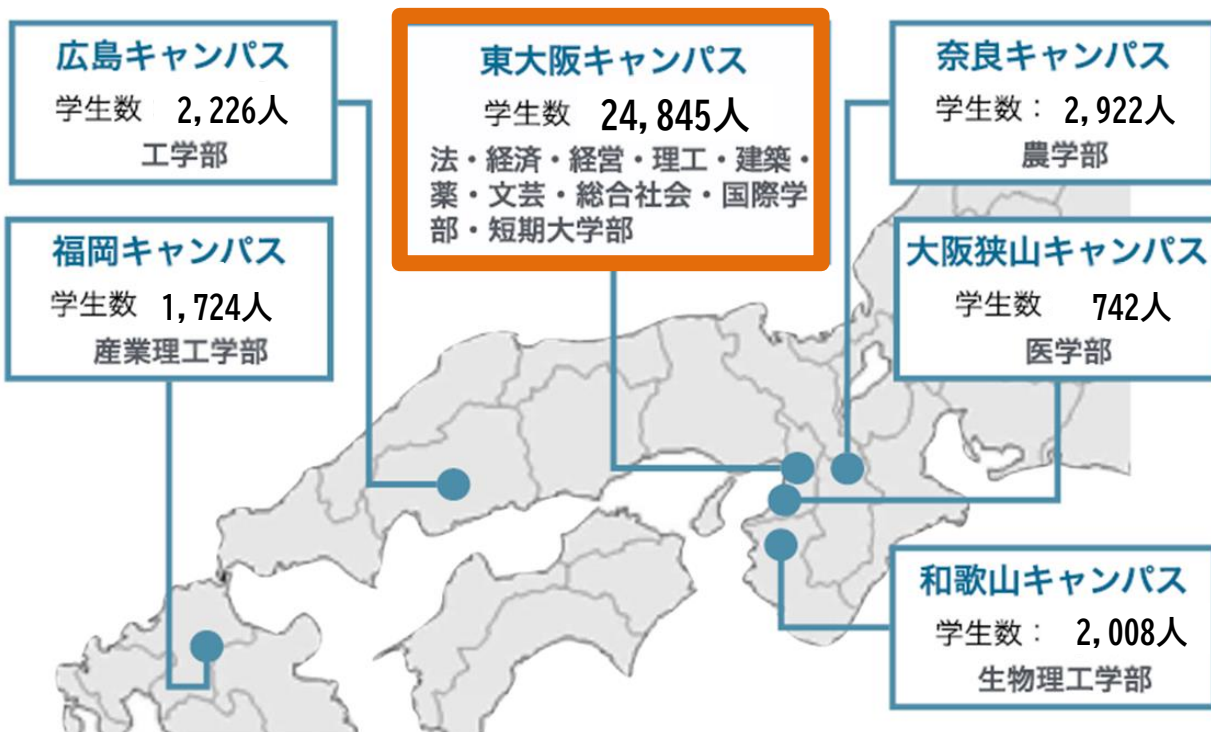 広島キャンパス
学生数 2,226人
工学部
東大阪キャンパス
学生数 24,845人
法・経済・経営・理工・建築・
薬・文芸・総合社会・国際学
部・短期大学部
奈良キャンパス
学生数： 2,922人
農学部
福岡キャンパス
学生数 1,724人
産業理工学部
大阪狭山キャンパス
学生数 742人
医学部
和歌山キャンパス
学生数： 2,008人
生物理工学部